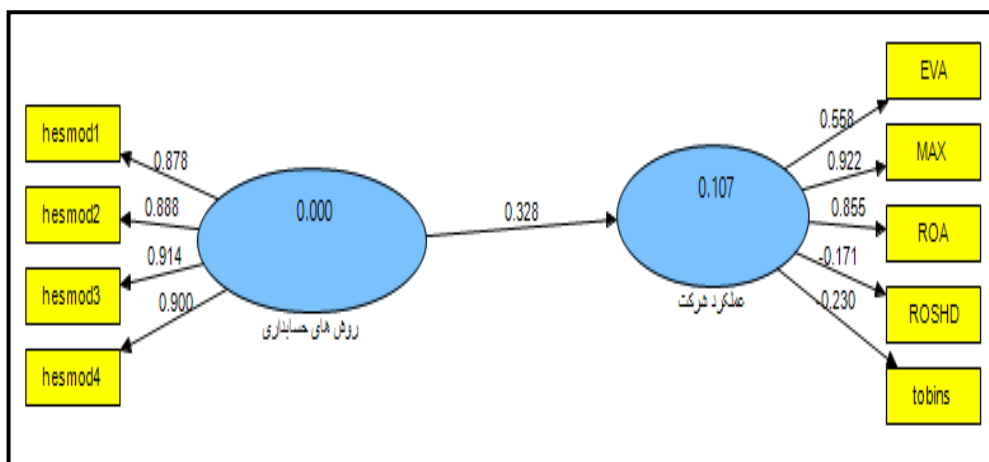 EVA
0.558
hesmod1
0.878
MAX
0.922
0.107
0.000
hesmod2
0.888
0.328
0.855
ROA
hesmod3
0.914
-0.171
ROSHD
عملکرد شرکت
-0.230
0.900
روش های حسابداری
hesmod4
tobins